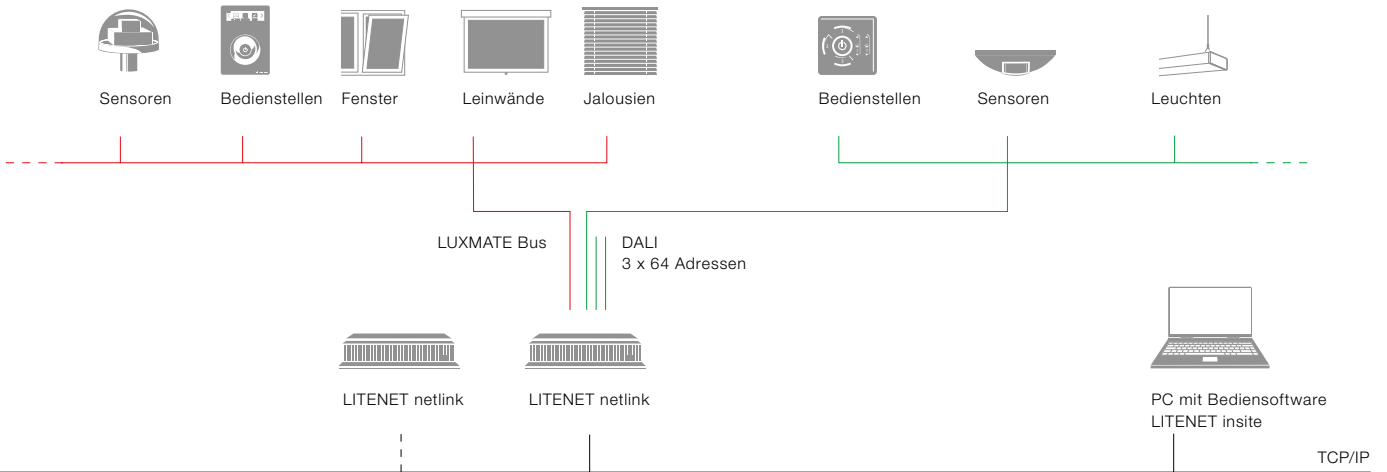 Sensoren
Bedienstellen
Fenster
Leinwände
Jalousien
Bedienstellen
Sensoren
Leuchten
LUXMATE Bus
DALI
3 x 64 Adressen
LITENET netlink
LITENET netlink
PC mit Bediensoftware
LITENET insite
TCP/IP